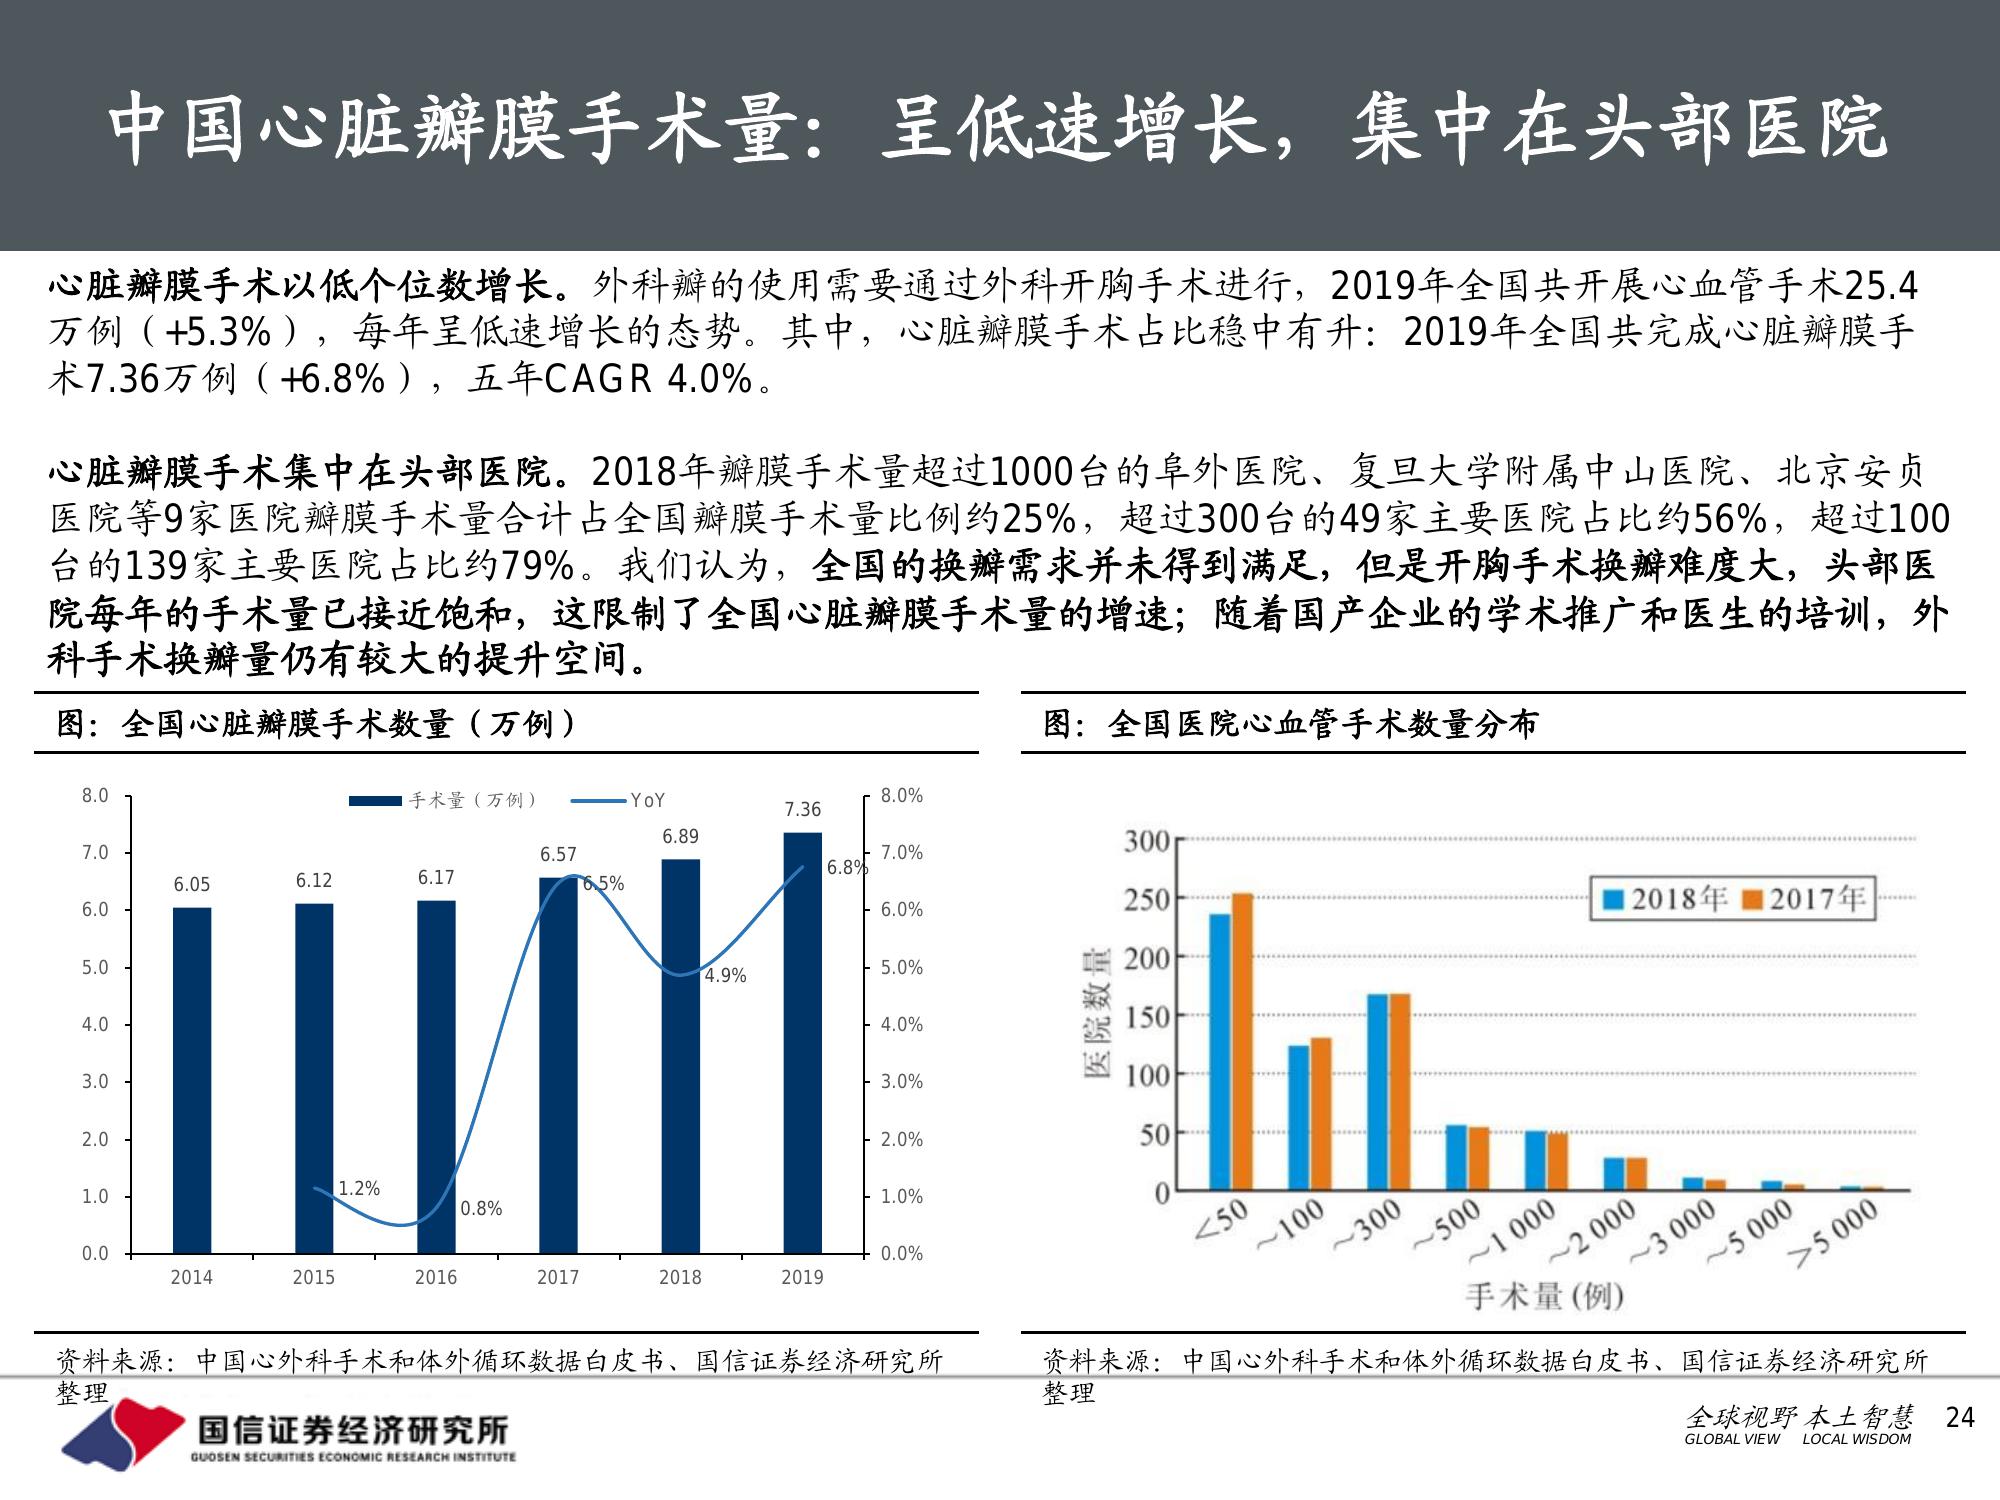 中国心脏瓣膜手术量：呈低速增长，集中在头部医院
心脏瓣膜手术以低个位数增长。外科瓣的使用需要通过外科开胸手术进行，2019年全国共开展心血管手术25.4
万例（+5.3%），每年呈低速增长的态势。其中，心脏瓣膜手术占比稳中有升：2019年全国共完成心脏瓣膜手
术7.36万例（+6.8%），五年CAGR 4.0%。
心脏瓣膜手术集中在头部医院。2018年瓣膜手术量超过1000台的阜外医院、复旦大学附属中山医院、北京安贞
医院等9家医院瓣膜手术量合计占全国瓣膜手术量比例约25%，超过300台的49家主要医院占比约56%，超过100
台的139家主要医院占比约79%。我们认为，全国的换瓣需求并未得到满足，但是开胸手术换瓣难度大，头部医
院每年的手术量已接近饱和，这限制了全国心脏瓣膜手术量的增速；随着国产企业的学术推广和医生的培训，外
科手术换瓣量仍有较大的提升空间。
图：全国心脏瓣膜手术数量（万例）
手术量（万例） YoY
8.0
7.0
6.0
5.0
4.0
3.0
2.0
1.0
0.0
6.05
6.12
6.17
6.57
6.89
7.36
1.2%
0.8%
6.5%
4.9%
6.8%
8.0%
7.0%
6.0%
5.0%
4.0%
3.0%
2.0%
1.0%
0.0%
2014 2015 2016 2017 2018 2019
资料来源：中国心外科手术和体外循环数据白皮书、国信证券经济研究所
整理
图：全国医院心血管手术数量分布
2018年 2017年
医院数量
300
250
200
150
100
50
0
<50 ~100 ~300 ~500 ~1 000 ~2 000 ~3 000 ~5 000 >5 000
手术量(例)
资料来源：中国心外科手术和体外循环数据白皮书、国信证券经济研究所
整理
国信证券经济研究所
GUOSEN SECURITIES ECONOMIC RESEARCH INSTITUTE
全球视野 本土智慧
GLOBAL VIEW LOCAL WISDOM
24